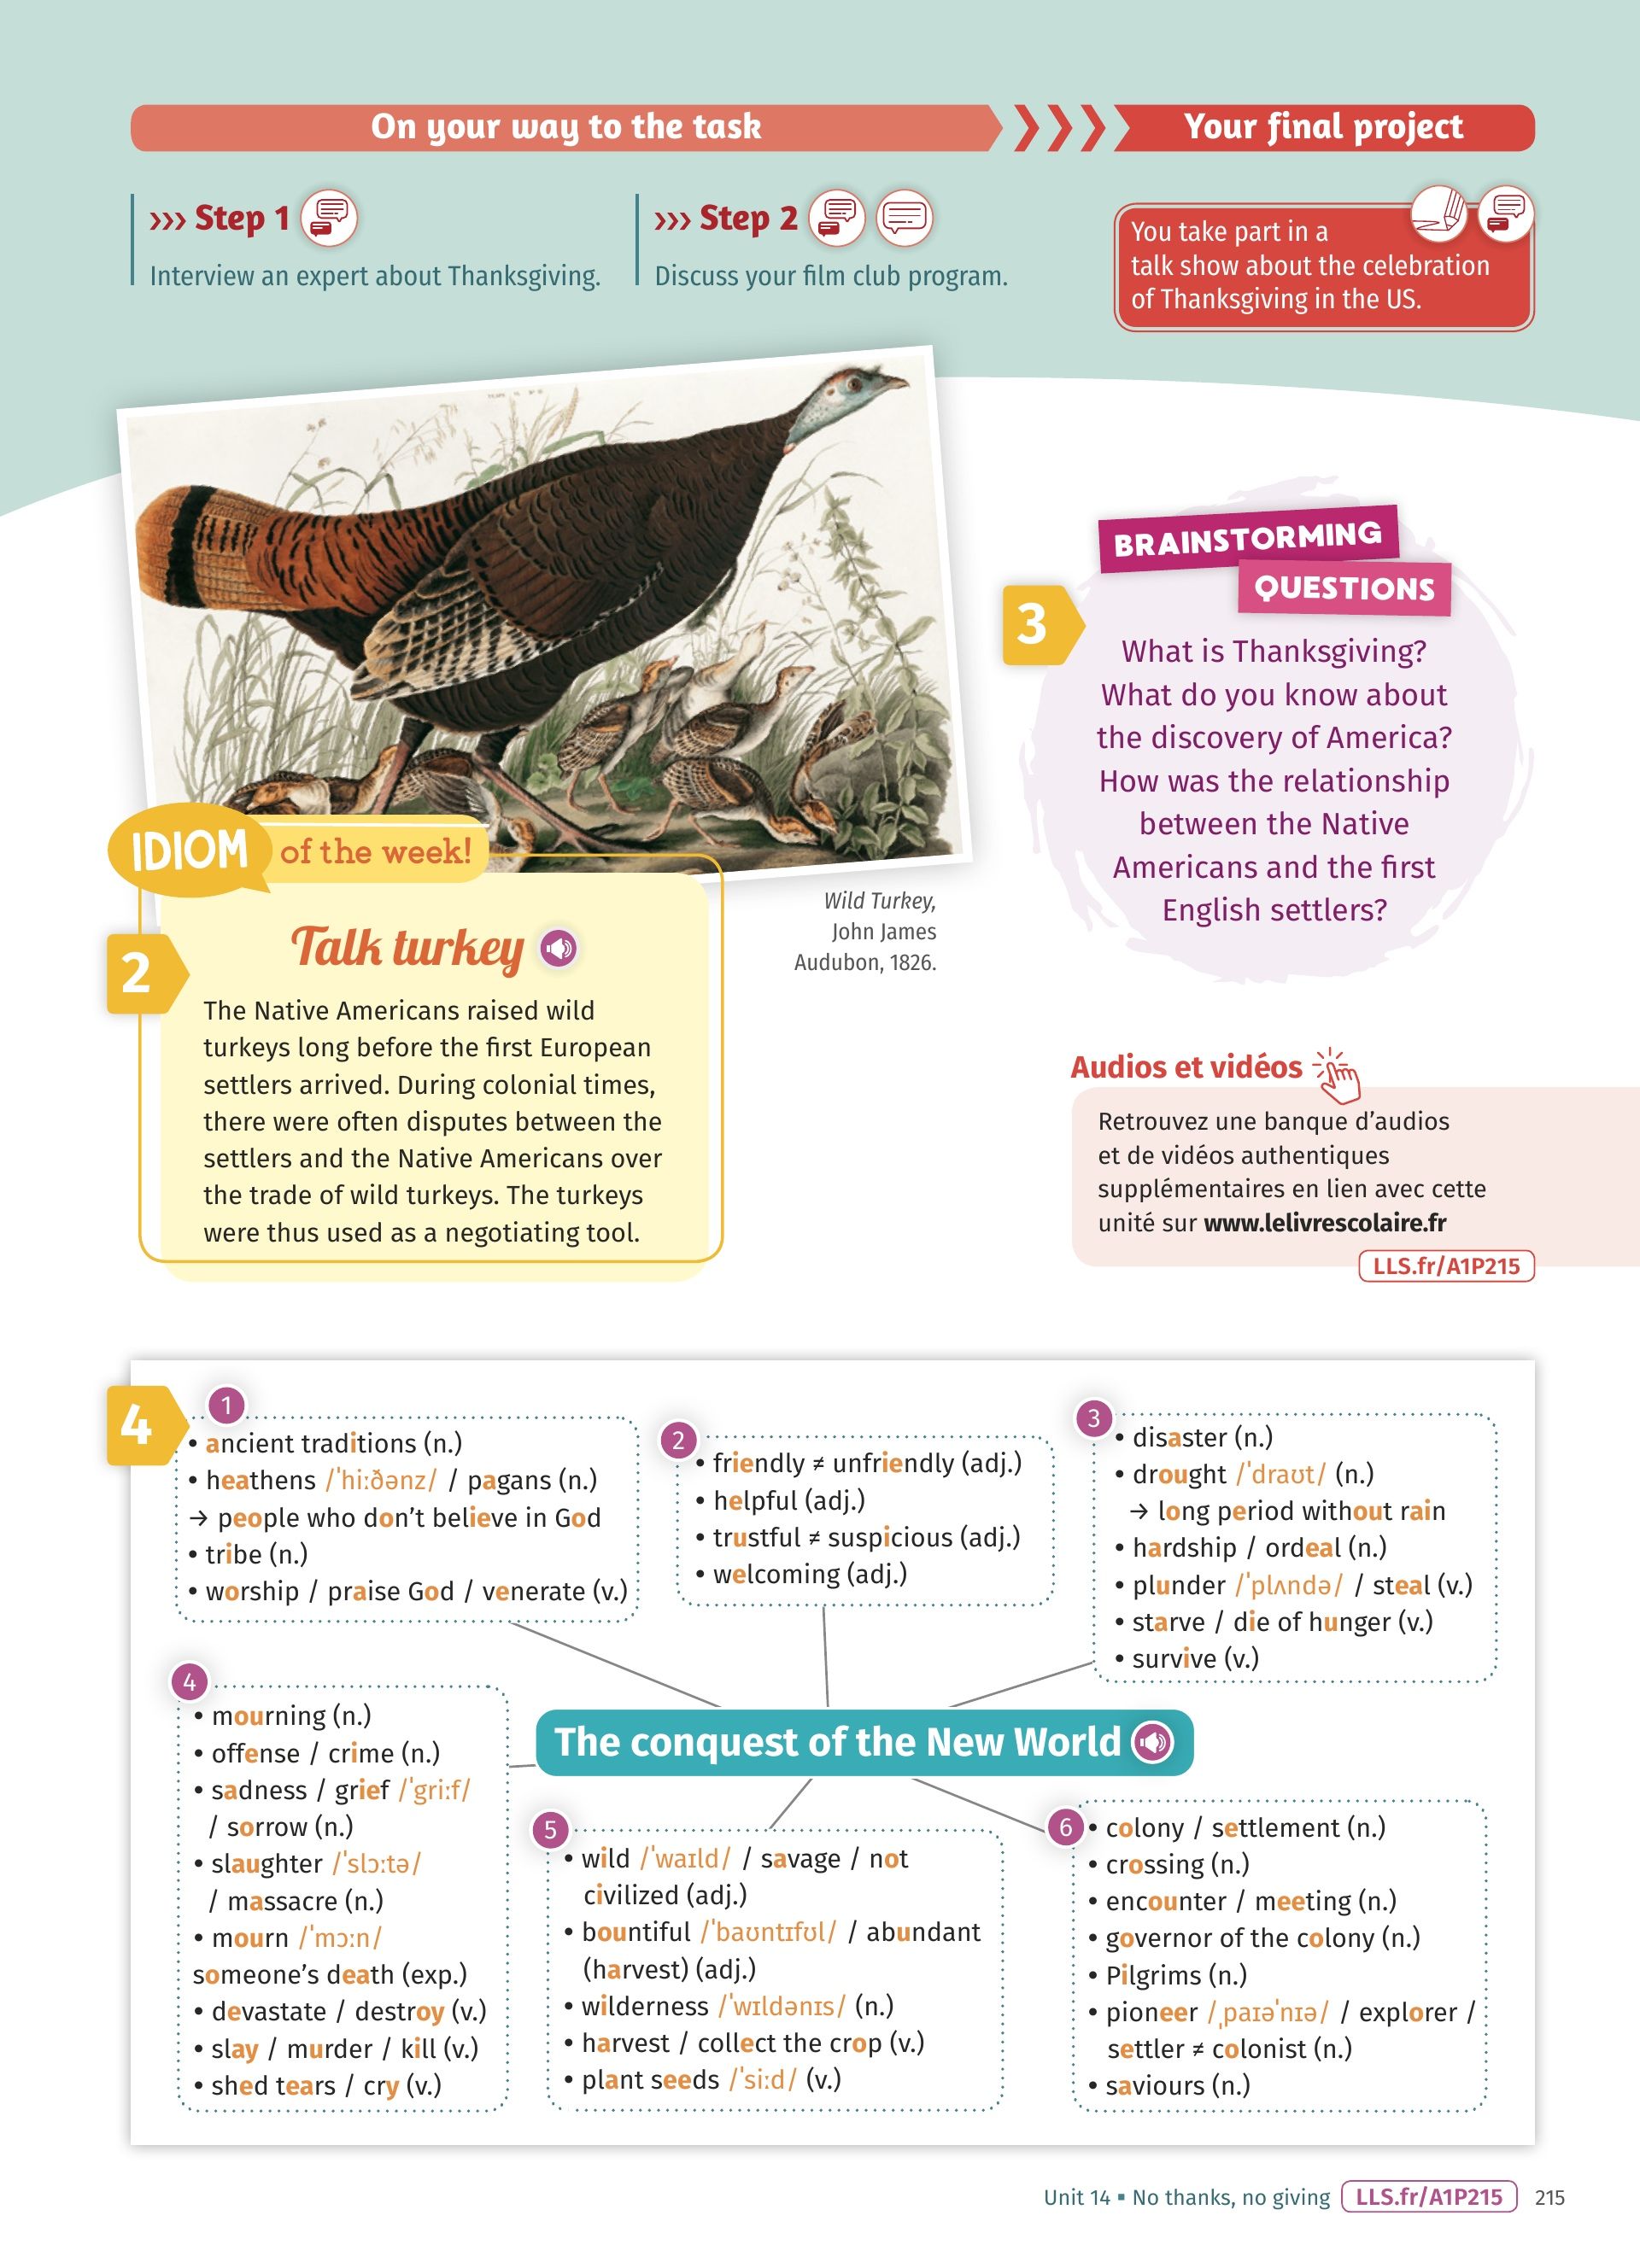 On your way to the task
Your final project
››› Step 1
Interview an expert about Thanksgiving.
››› Step 2
Discuss your film club program.
You take part in a
talk show about the celebration
of Thanksgiving in the US.
IDIOM of the week!
2
Talk turkey
The Native Americans raised wild
turkeys long before the first European
settlers arrived. During colonial times,
there were often disputes between the
settlers and the Native Americans over
the trade of wild turkeys. The turkeys
were thus used as a negotiating tool.
Wild Turkey,
John James
Audubon, 1826.
BRAINSTORMING
QUESTIONS
3
What is Thanksgiving?
What do you know about
the discovery of America?
How was the relationship
between the Native
Americans and the first
English settlers?
Audios et vidéos
Retrouvez une banque d’audios
et de vidéos authentiques
supplémentaires en lien avec cette
unité sur www.lelivrescolaire.fr
LLS.fr/A1P215
4
1
• ancient traditions (n.)
• heathens /ˈhiːðənz/ / pagans (n.)
→ people who don’t believe in God
• tribe (n.)
• worship / praise God / venerate (v.)
2
• friendly ≠ unfriendly (adj.)
• helpful (adj.)
• trustful ≠ suspicious (adj.)
• welcoming (adj.)
3
• disaster (n.)
• drought /ˈdraʊt/ (n.)
→ long period without rain
• hardship / ordeal (n.)
• plunder /ˈplʌndə/ / steal (v.)
• starve / die of hunger (v.)
• survive (v.)
The conquest of the New World
4
• mourning (n.)
• offense / crime (n.)
• sadness / grief /ˈgriːf/
/ sorrow (n.)
• slaughter /ˈslɔːtə/
/ massacre (n.)
• mourn /ˈmɔːn/
someone’s death (exp.)
• devastate / destroy (v.)
• slay / murder / kill (v.)
• shed tears / cry (v.)
5
• wild /ˈwaɪld/ / savage / not
civilized (adj.)
• bountiful /ˈbaʊntɪfʊl/ / abundant
(harvest) (adj.)
• wilderness /ˈwɪldənɪs/ (n.)
• harvest / collect the crop (v.)
• plant seeds /ˈsiːd/ (v.)
6
• colony / settlement (n.)
• crossing (n.)
• encounter / meeting (n.)
• governor of the colony (n.)
• Pilgrims (n.)
• pioneer /ˌpaɪəˈnɪə/ / explorer /
settler ≠ colonist (n.)
• saviours (n.)
Unit 14 ▪ No thanks, no giving LLS.fr/A1P215 215